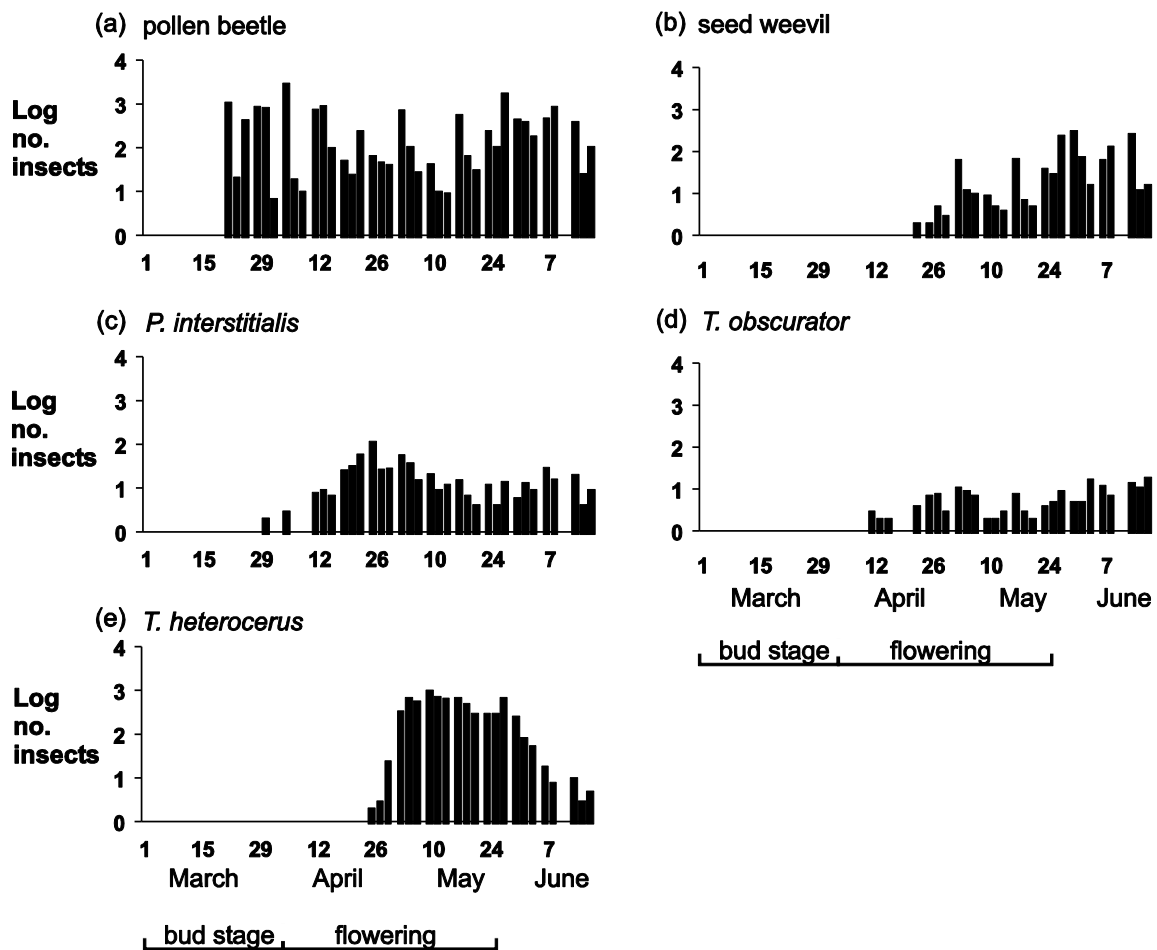 (a) pollen beetle
(b) seed weevil
4
3
2
1
0
Log
no.
insects
1 15 29 12 26 10 24 7
4
3
2
1
0
1 15 29 12 26 10 24 7
(c) P. interstitialis
(d) T. obscurator
4
3
2
1
0
Log
no.
insects
1 15 29 12 26 10 24 7
4
3
2
1
0
1 15 29 12 26 10 24 7
March April May June
bud stage flowering
(e) T. heterocerus
4
3
2
1
0
Log
no.
insects
1 15 29 12 26 10 24 7
March April May June
bud stage flowering